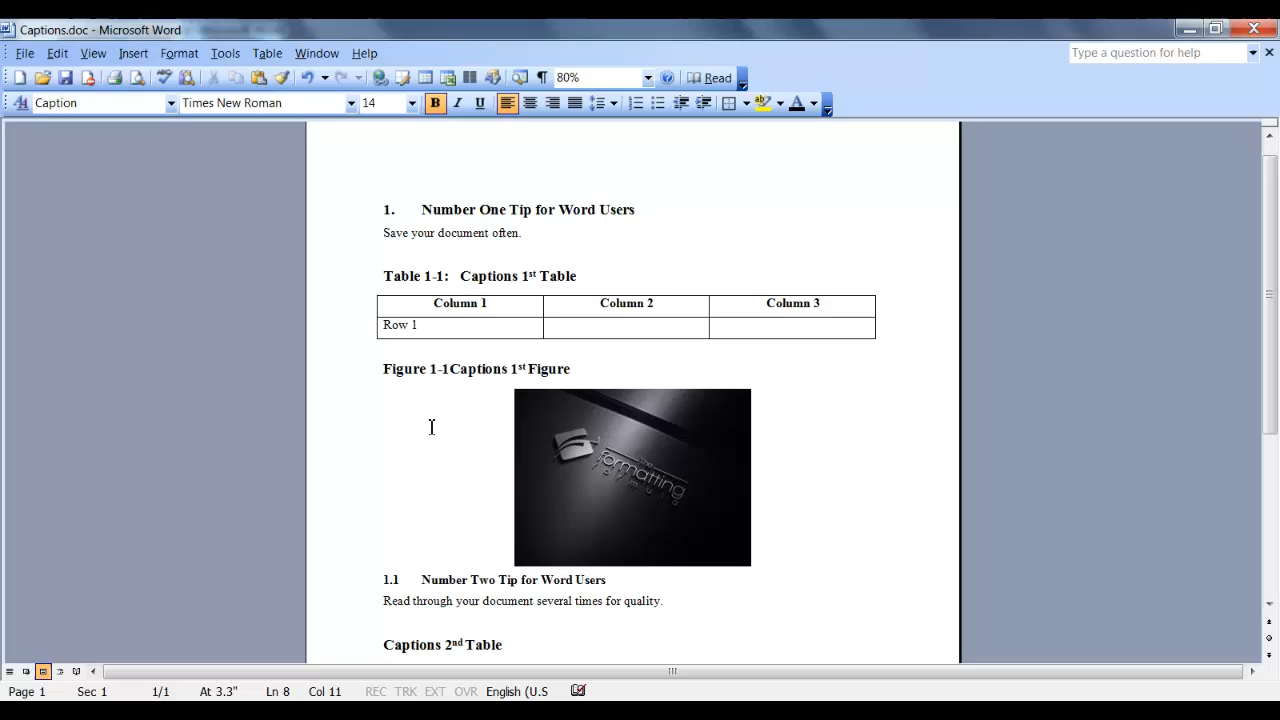 Captions.doc - Microsoft Word
File Edit View Insert Format Tools Table Window Help Type a question for help
80% Read
Caption Times New Roman 14 B I U
1. Number One Tip for Word Users
Save your document often.
Table 1-1: Captions 1st Table
Column 1 Column 2 Column 3
Row 1
Figure 1-1Captions 1st Figure
The
formatting
formula
1.1 Number Two Tip for Word Users
Read through your document several times for quality.
Captions 2nd Table
Page 1 Sec 1 1/1 At 3.3" Ln 8 Col 11 REC TRK EXT OVR English (U.S